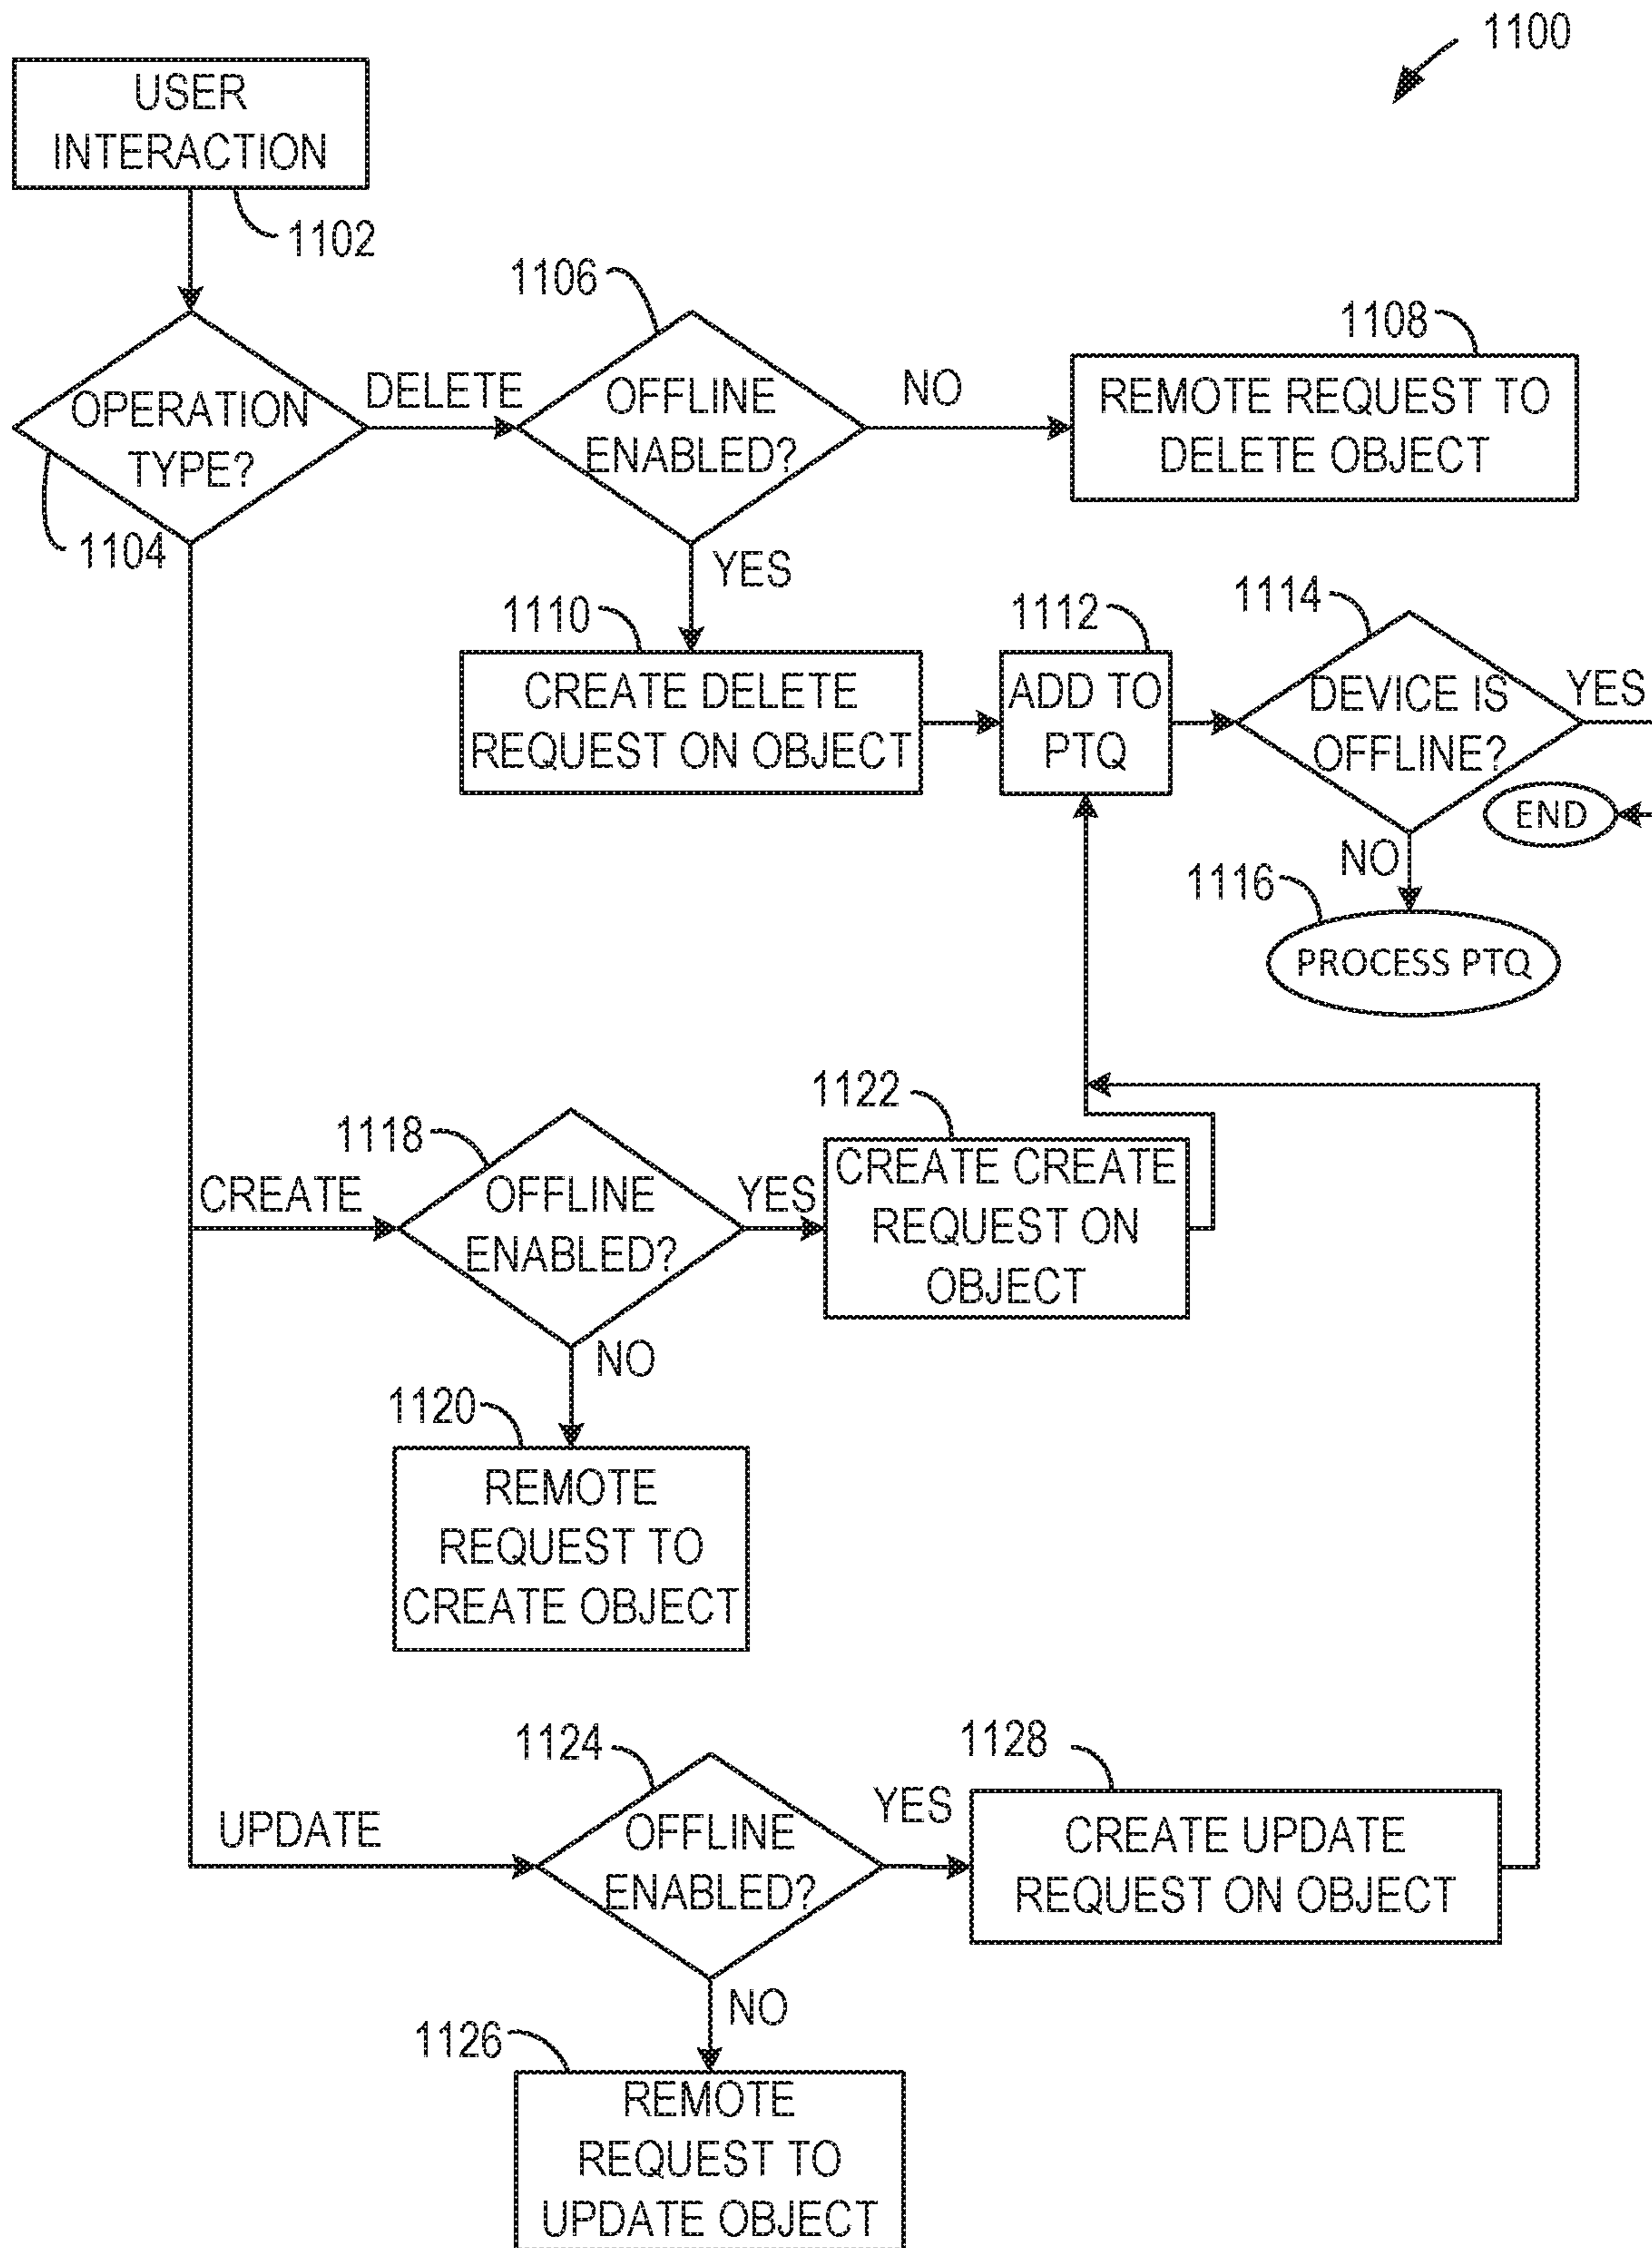 1100
USER
INTERACTION
1102
1106
1108
OPERATION
TYPE?
1104
DELETE
OFFLINE
ENABLED?
NO
REMOTE REQUEST TO
DELETE OBJECT
YES
1110
1112
1114
CREATE DELETE
REQUEST ON OBJECT
ADD TO
PTQ
DEVICE IS
OFFLINE?
YES
END
NO
1116
PROCESS PTQ
1118
1122
CREATE
OFFLINE
ENABLED?
YES
CREATE CREATE
REQUEST ON
OBJECT
NO
1120
REMOTE
REQUEST TO
CREATE OBJECT
1124
1128
UPDATE
OFFLINE
ENABLED?
YES
CREATE UPDATE
REQUEST ON OBJECT
NO
1126
REMOTE
REQUEST TO
UPDATE OBJECT